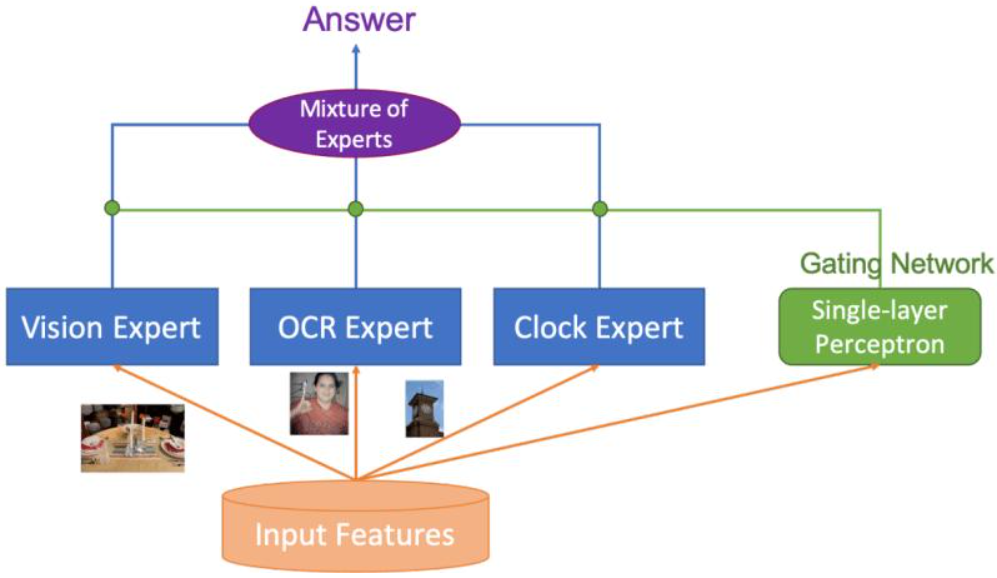 Answer
Mixture of
Experts
Gating Network
Vision Expert
OCR Expert
Clock Expert
Single-layer
Perceptron
Input Features